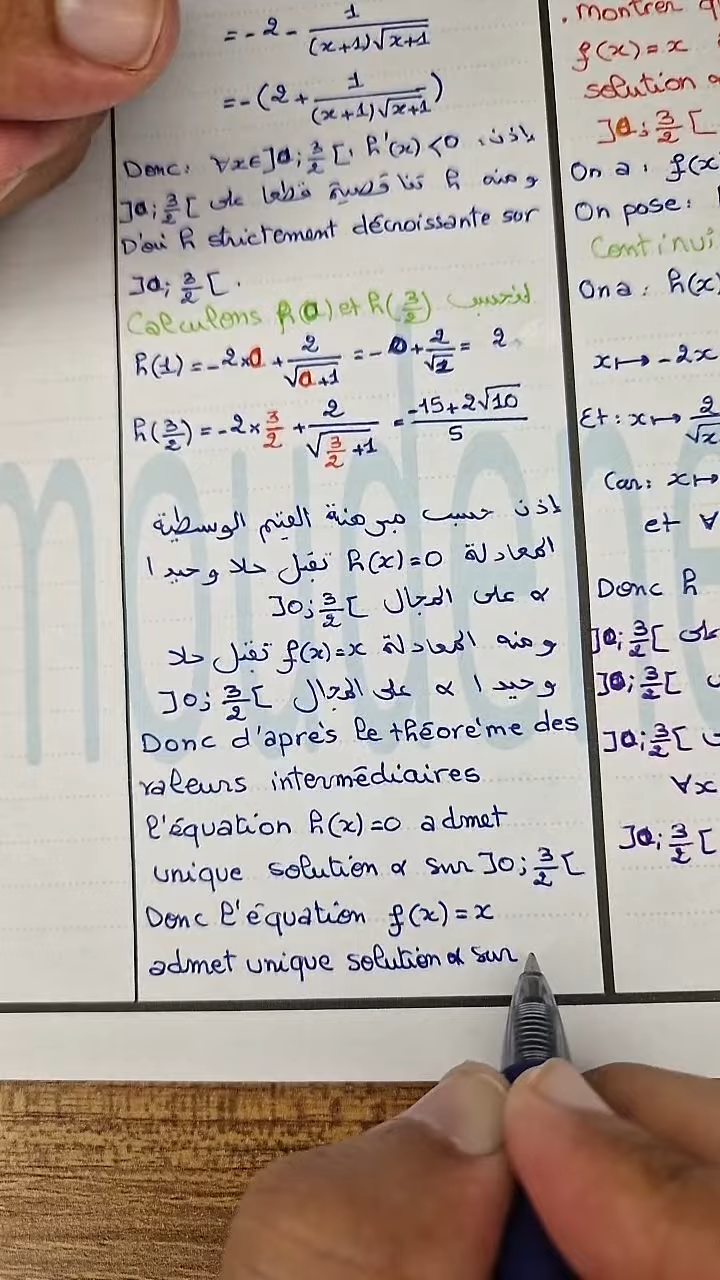 = -2 - 1/((x+1)√(x+1))
= -(2 + 1/((x+1)√(x+1)))
Donc: ∀x∈]0; 3/2[، h'(x) < 0 إذن،
ومنه h تناقصية قطعا على ]0; 3/2[
D'où h strictement décroissante sur
]0; 3/2[.
Calculons h(0) et h(3/2) لنحسب
h(1) = -2×0 + 2/√(0+1) = -0 + 2/√1 = 2
h(3/2) = -2×3/2 + 2/√(3/2 +1) = (-15+2√10)/5
إذن حسب مبرهنة القيم الوسطية
المعادلة h(x)=0 تقبل حلا وحيدا
α على المجال ]0; 3/2[
ومنه المعادلة f(x)=x تقبل حلا
وحيدا α على المجال ]0; 3/2[
Donc d'après le théorème des
valeurs intermédiaires
l'équation h(x)=0 admet
unique solution α sur ]0; 3/2[
Donc l'équation f(x)=x
admet unique solution α sur
. Montrer
f(x)=x
solution
]0; 3/2[
On a: f(x
On pose:
Continui
On a: h(x)
x↦ -2x
Et: x↦ 2/√x
Car: x↦
et ∀
Donc h
]0; 3/2[ على
]0; 3/2[
]0; 3/2[
∀x
]0; 3/2[
moudene